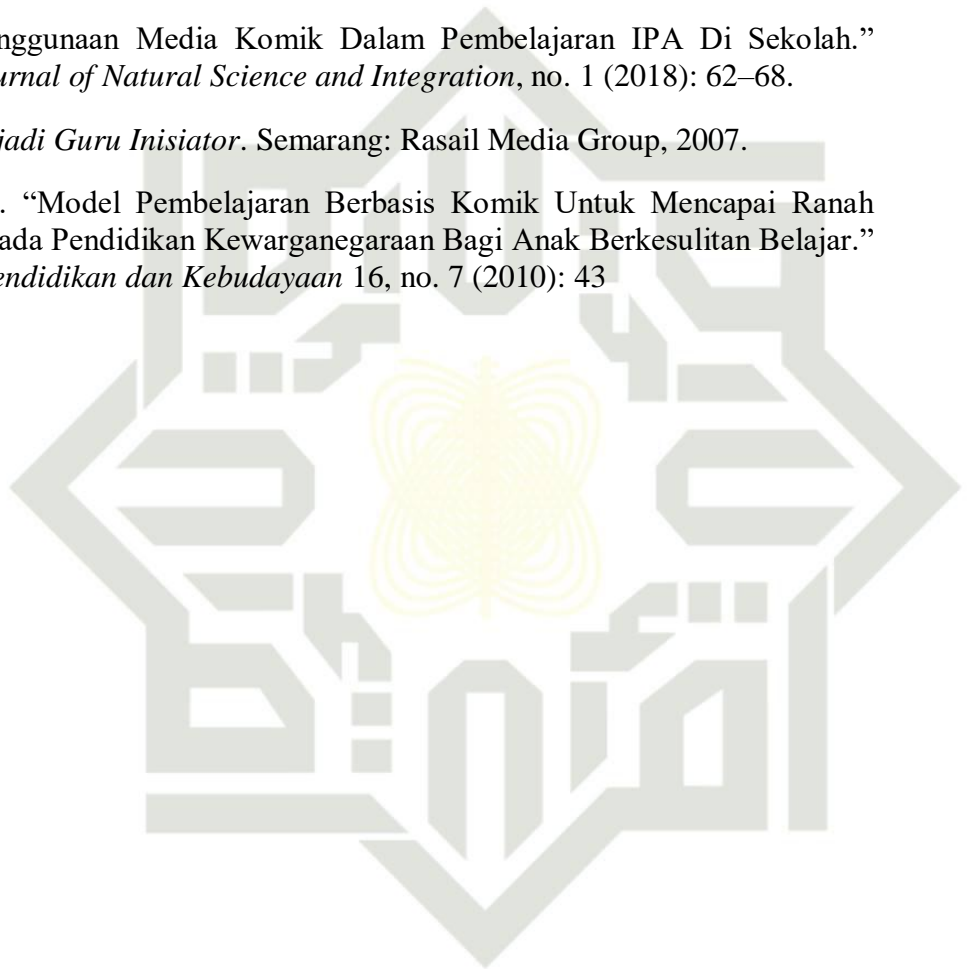 nggunaan Media Komik Dalam Pembelajaran IPA Di Sekolah.”
urnal of Natural Science and Integration, no. 1 (2018): 62–68.
jadi Guru Inisiator. Semarang: Rasail Media Group, 2007.
. “Model Pembelajaran Berbasis Komik Untuk Mencapai Ranah
ada Pendidikan Kewarganegaraan Bagi Anak Berkesulitan Belajar.”
endidikan dan Kebudayaan 16, no. 7 (2010): 43